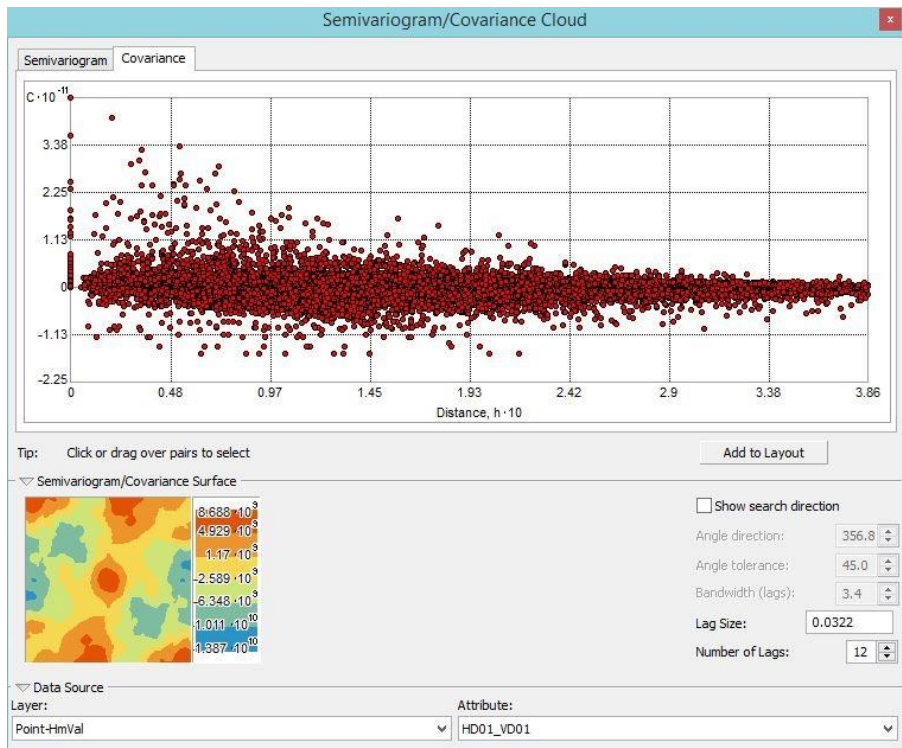 Semivariogram/Covariance Cloud
x
Semivariogram Covariance
C·10⁻¹¹
3.38
2.25
1.13
0
-1.13
-2.25
0 0.48 0.97 1.45 1.93 2.42 2.9 3.38 3.86
Distance, h·10
Tip: Click or drag over pairs to select
Add to Layout
Semivariogram/Covariance Surface
8.688·10⁹
4.929·10⁹
1.17·10⁹
-2.589·10⁹
-6.348·10⁹
-1.011·10¹⁰
-1.387·10¹⁰
Show search direction
Angle direction: 356.8
Angle tolerance: 45.0
Bandwidth (lags): 3.4
Lag Size: 0.0322
Number of Lags: 12
Data Source
Layer: Attribute:
Point-HmVal HD01_VD01